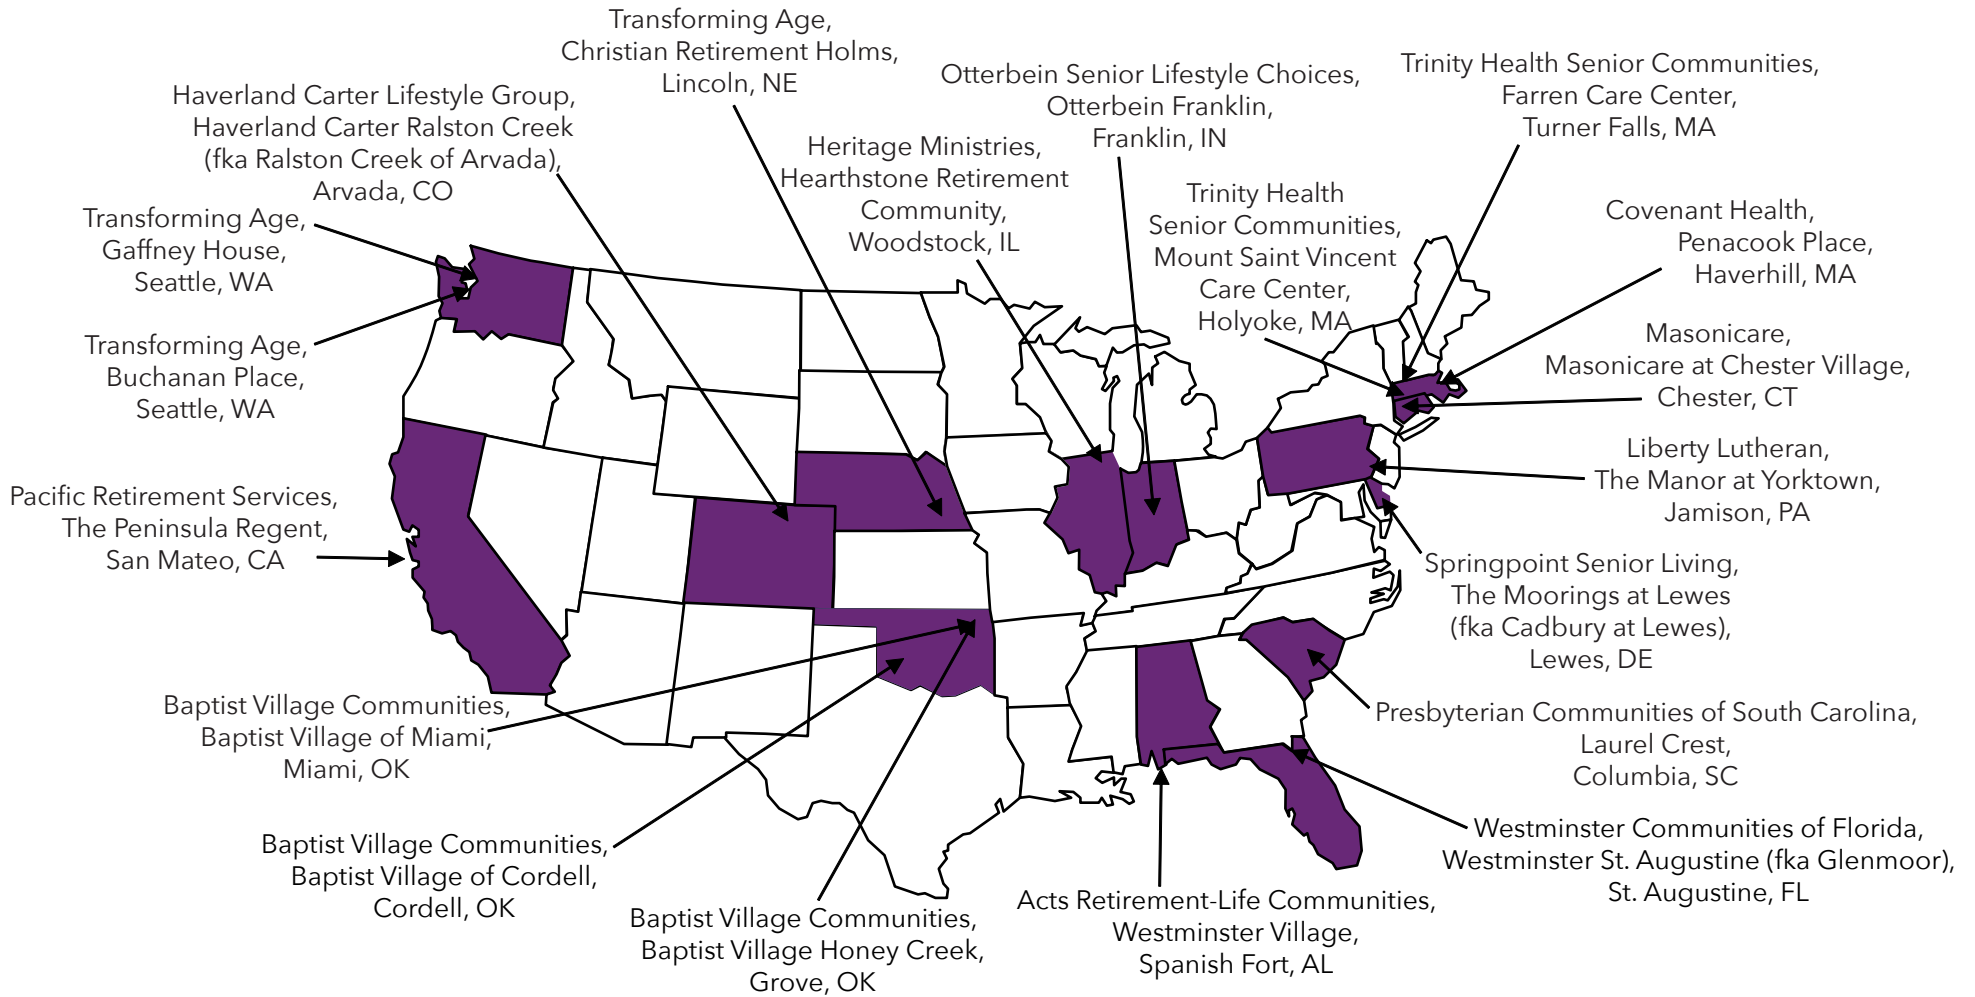 Transforming Age,
Christian Retirement Holms,
Lincoln, NE
Haverland Carter Lifestyle Group,
Haverland Carter Ralston Creek
(fka Ralston Creek of Arvada),
Arvada, CO
Transforming Age,
Gaffney House,
Seattle, WA
Transforming Age,
Buchanan Place,
Seattle, WA
Pacific Retirement Services,
The Peninsula Regent,
San Mateo, CA
Baptist Village Communities,
Baptist Village of Miami,
Miami, OK
Baptist Village Communities,
Baptist Village of Cordell,
Cordell, OK
Baptist Village Communities,
Baptist Village Honey Creek,
Grove, OK
Heritage Ministries,
Hearthstone Retirement
Community,
Woodstock, IL
Otterbein Senior Lifestyle Choices,
Otterbein Franklin,
Franklin, IN
Trinity Health
Senior Communities,
Mount Saint Vincent
Care Center,
Holyoke, MA
Trinity Health Senior Communities,
Farren Care Center,
Turner Falls, MA
Covenant Health,
Penacook Place,
Haverhill, MA
Masonicare,
Masonicare at Chester Village,
Chester, CT
Liberty Lutheran,
The Manor at Yorktown,
Jamison, PA
Springpoint Senior Living,
The Moorings at Lewes
(fka Cadbury at Lewes),
Lewes, DE
Presbyterian Communities of South Carolina,
Laurel Crest,
Columbia, SC
Westminster Communities of Florida,
Westminster St. Augustine (fka Glenmoor),
St. Augustine, FL
Acts Retirement-Life Communities,
Westminster Village,
Spanish Fort, AL